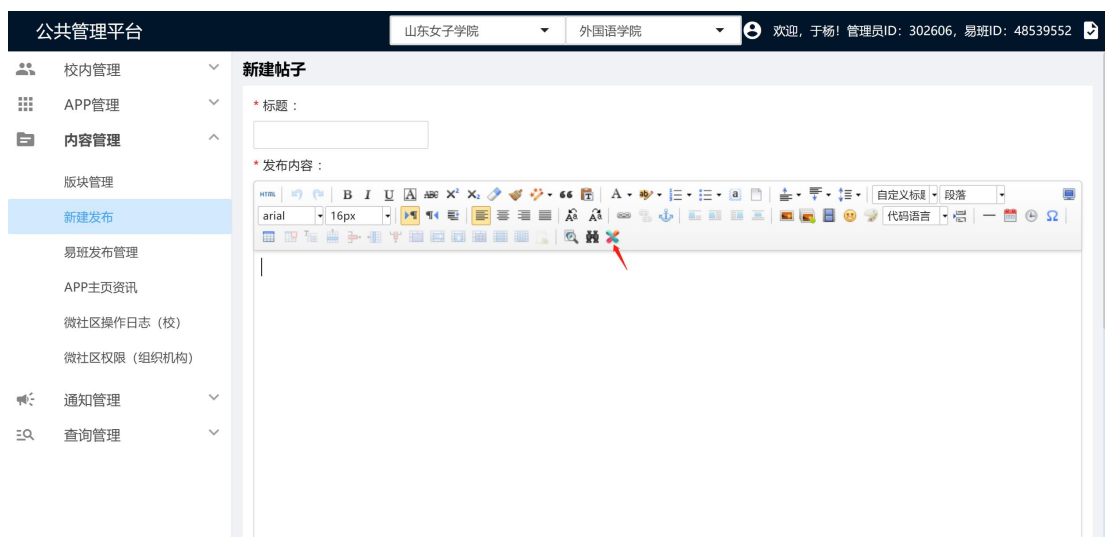 公共管理平台
山东女子学院
外国语学院
欢迎，于杨！管理员ID：302606，易班ID：48539552
校内管理
APP管理
内容管理
版块管理
新建发布
易班发布管理
APP主页资讯
微社区操作日志（校）
微社区权限（组织机构）
通知管理
查询管理
新建帖子
* 标题：
* 发布内容：
HTML B I U A ABC X² X₂ 66 A ab a 自定义标题 段落
arial 16px 代码语言 Ω